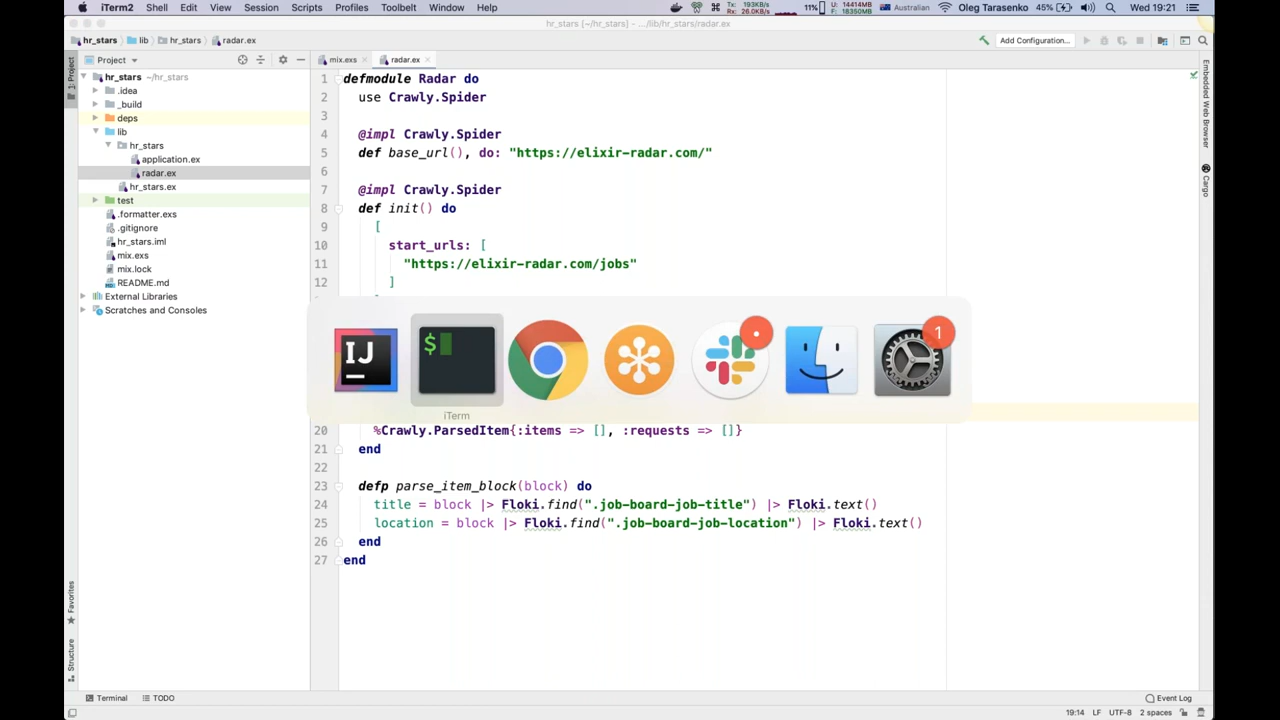 iTerm2 Shell Edit View Session Scripts Profiles Toolbelt Window Help Tx: 193KB/s Rx: 26.0KB/s 11% U: 14414MB F: 18350MB Australian Oleg Tarasenko 45% Wed 19:21
hr_stars [~/hr_stars] - .../lib/hr_stars/radar.ex
hr_stars lib hr_stars radar.ex Add Configuration...
Project mix.exs radar.ex
1: Project
hr_stars ~/hr_stars
.idea
_build
deps
lib
hr_stars
application.ex
radar.ex
hr_stars.ex
test
.formatter.exs
.gitignore
hr_stars.iml
mix.exs
mix.lock
README.md
External Libraries
Scratches and Consoles
1 defmodule Radar do
2 use Crawly.Spider
3
4 @impl Crawly.Spider
5 def base_url(), do: "https://elixir-radar.com/"
6
7 @impl Crawly.Spider
8 def init() do
9 [
10 start_urls: [
11 "https://elixir-radar.com/jobs"
12 ]
IJ
$
1
iTerm
20 %Crawly.ParsedItem{:items => [], :requests => []}
21 end
22
23 defp parse_item_block(block) do
24 title = block |> Floki.find(".job-board-job-title") |> Floki.text()
25 location = block |> Floki.find(".job-board-job-location") |> Floki.text()
26 end
27 end
Embedded Web Browser
Cargo
Favorites
Structure
Terminal TODO Event Log
19:14 LF UTF-8 2 spaces